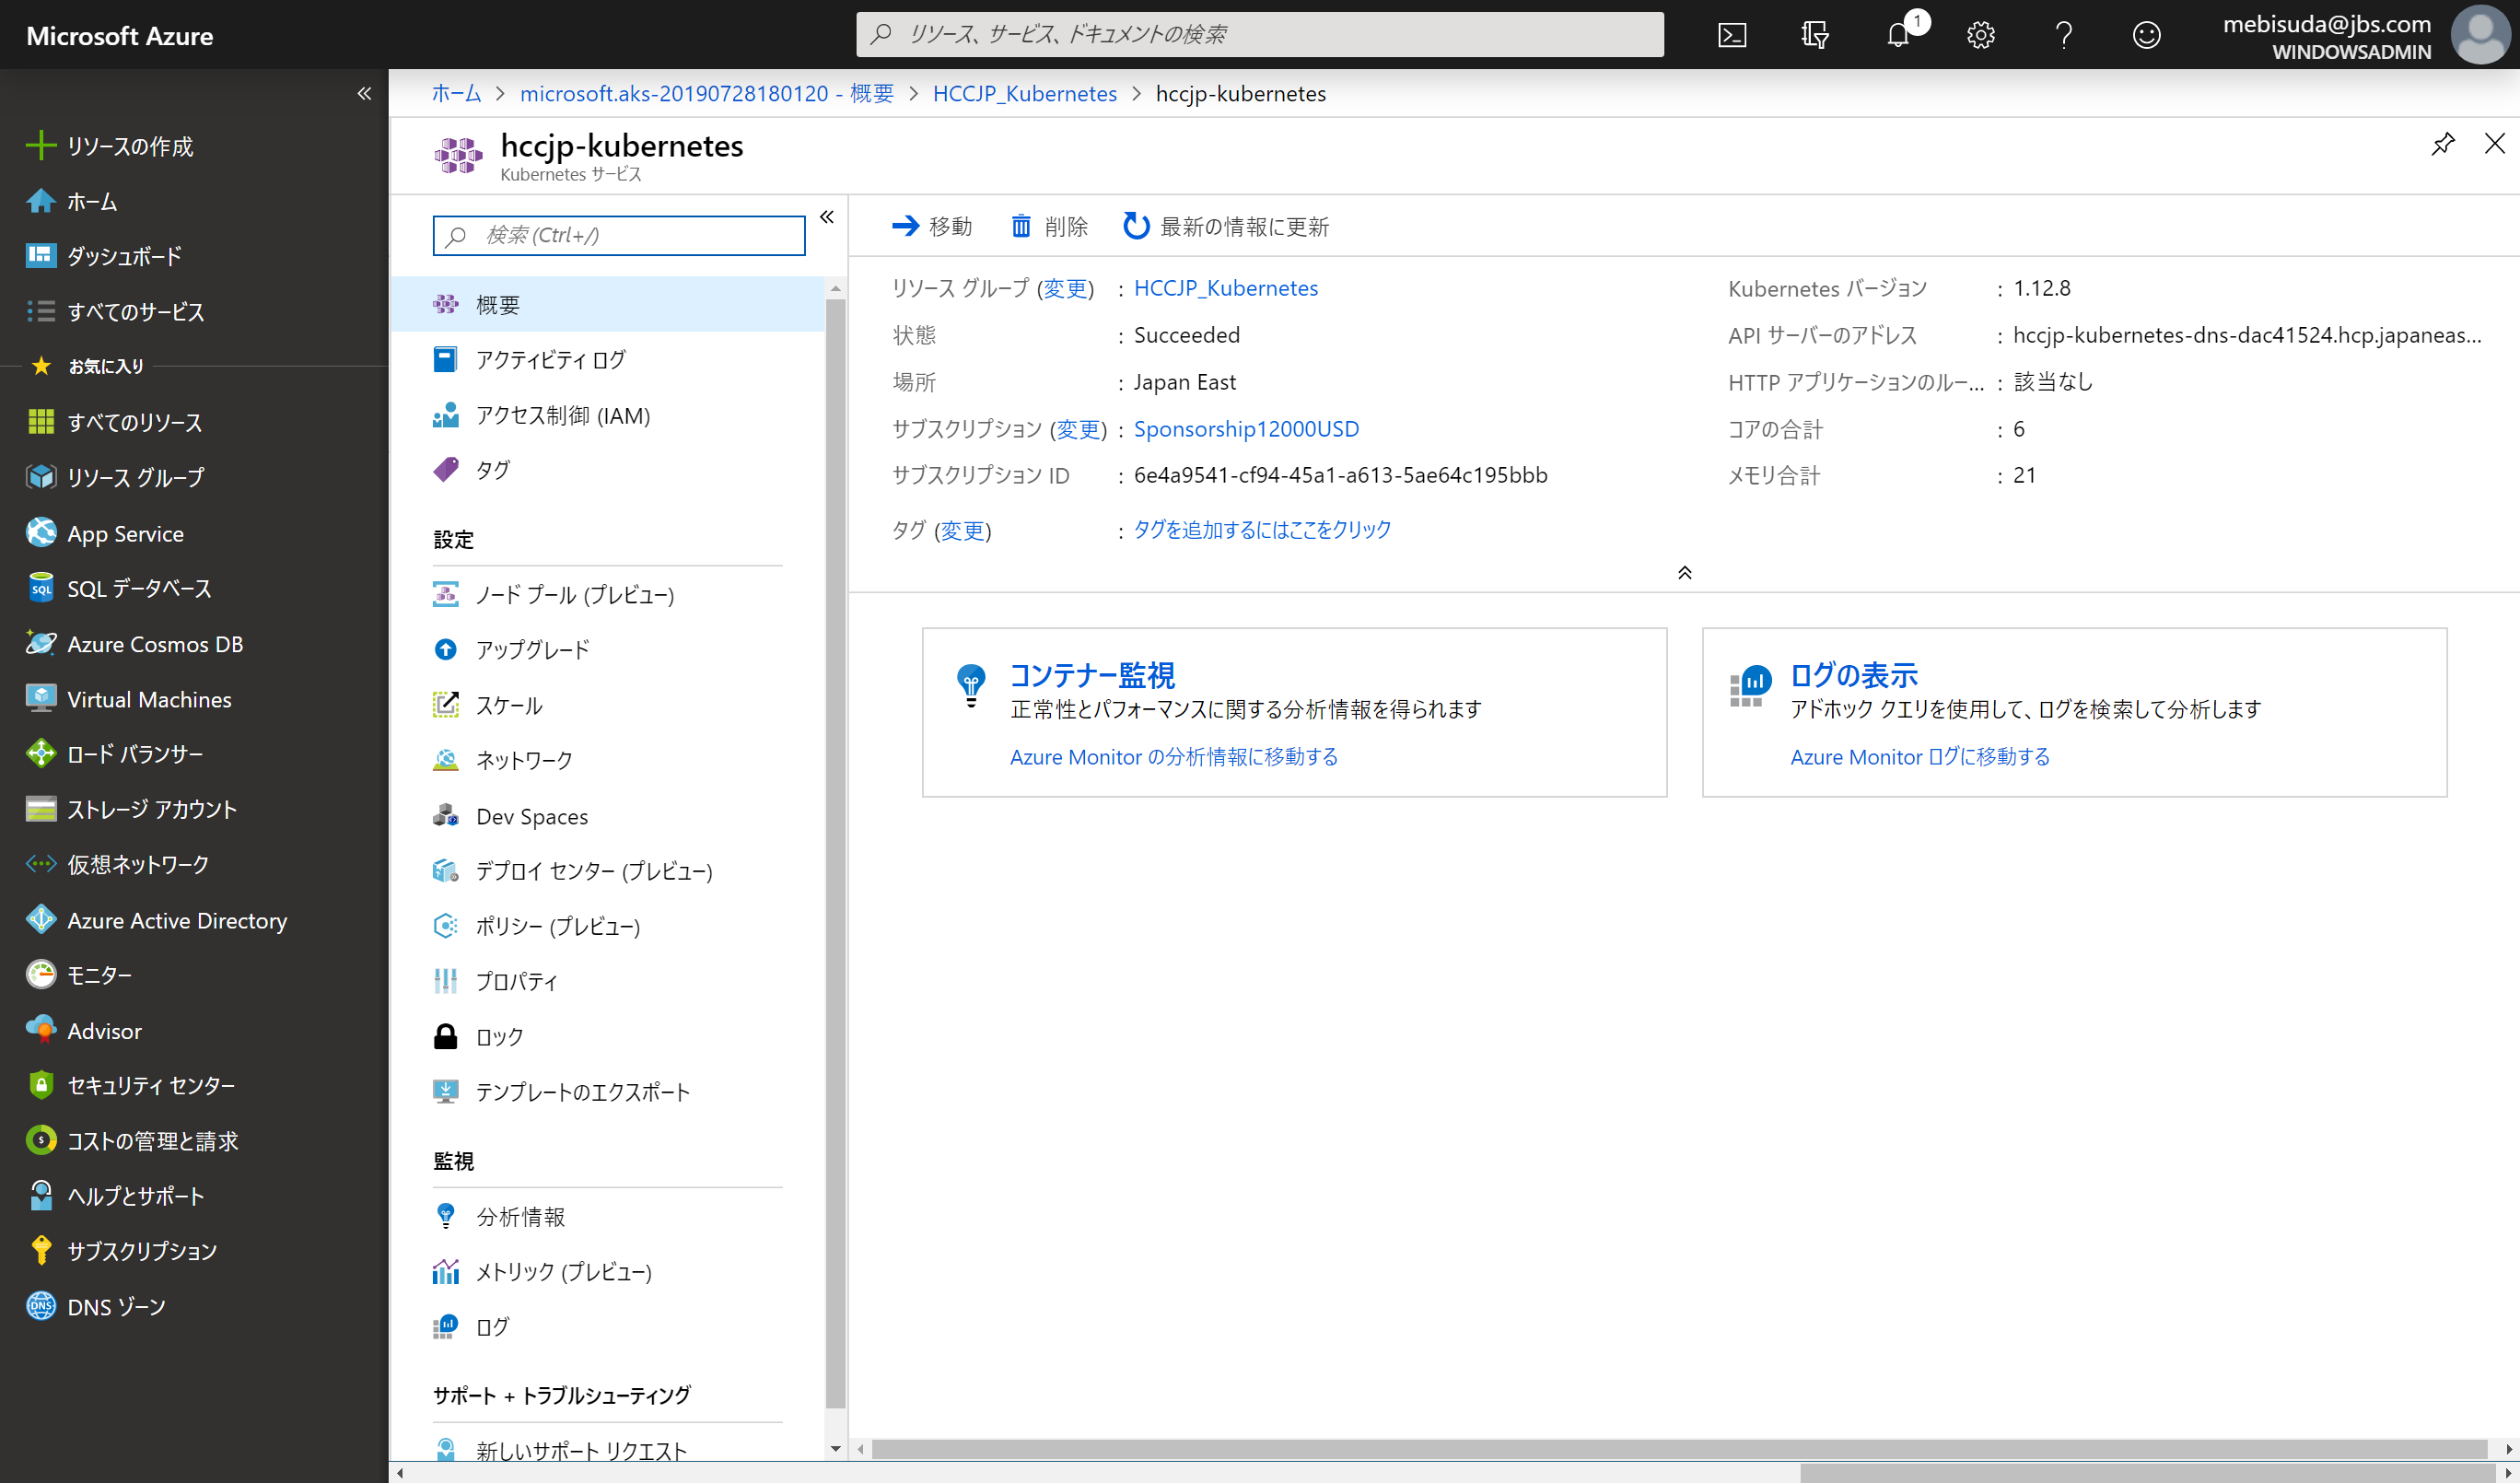 Microsoft Azure
リソース、サービス、ドキュメントの検索
1
mebisuda@jbs.com
WINDOWSADMIN
リソースの作成
ホーム
ダッシュボード
すべてのサービス
お気に入り
すべてのリソース
リソース グループ
App Service
SQL データベース
Azure Cosmos DB
Virtual Machines
ロード バランサー
ストレージ アカウント
仮想ネットワーク
Azure Active Directory
モニター
Advisor
セキュリティ センター
コストの管理と請求
ヘルプとサポート
サブスクリプション
DNS ゾーン
ホーム > microsoft.aks-20190728180120 - 概要 > HCCJP_Kubernetes > hccjp-kubernetes
hccjp-kubernetes
Kubernetes サービス
検索 (Ctrl+/)
概要
アクティビティ ログ
アクセス制御 (IAM)
タグ
設定
ノード プール (プレビュー)
アップグレード
スケール
ネットワーク
Dev Spaces
デプロイ センター (プレビュー)
ポリシー (プレビュー)
プロパティ
ロック
テンプレートのエクスポート
監視
分析情報
メトリック (プレビュー)
ログ
サポート + トラブルシューティング
新しいサポート リクエスト
移動 削除 最新の情報に更新
リソース グループ (変更) : HCCJP_Kubernetes
状態 : Succeeded
場所 : Japan East
サブスクリプション (変更) : Sponsorship12000USD
サブスクリプション ID : 6e4a9541-cf94-45a1-a613-5ae64c195bbb
タグ (変更) : タグを追加するにはここをクリック
Kubernetes バージョン : 1.12.8
API サーバーのアドレス : hccjp-kubernetes-dns-dac41524.hcp.japaneas...
HTTP アプリケーションのルー... : 該当なし
コアの合計 : 6
メモリ合計 : 21
コンテナー監視
正常性とパフォーマンスに関する分析情報を得られます
Azure Monitor の分析情報に移動する
ログの表示
アドホック クエリを使用して、ログを検索して分析します
Azure Monitor ログに移動する